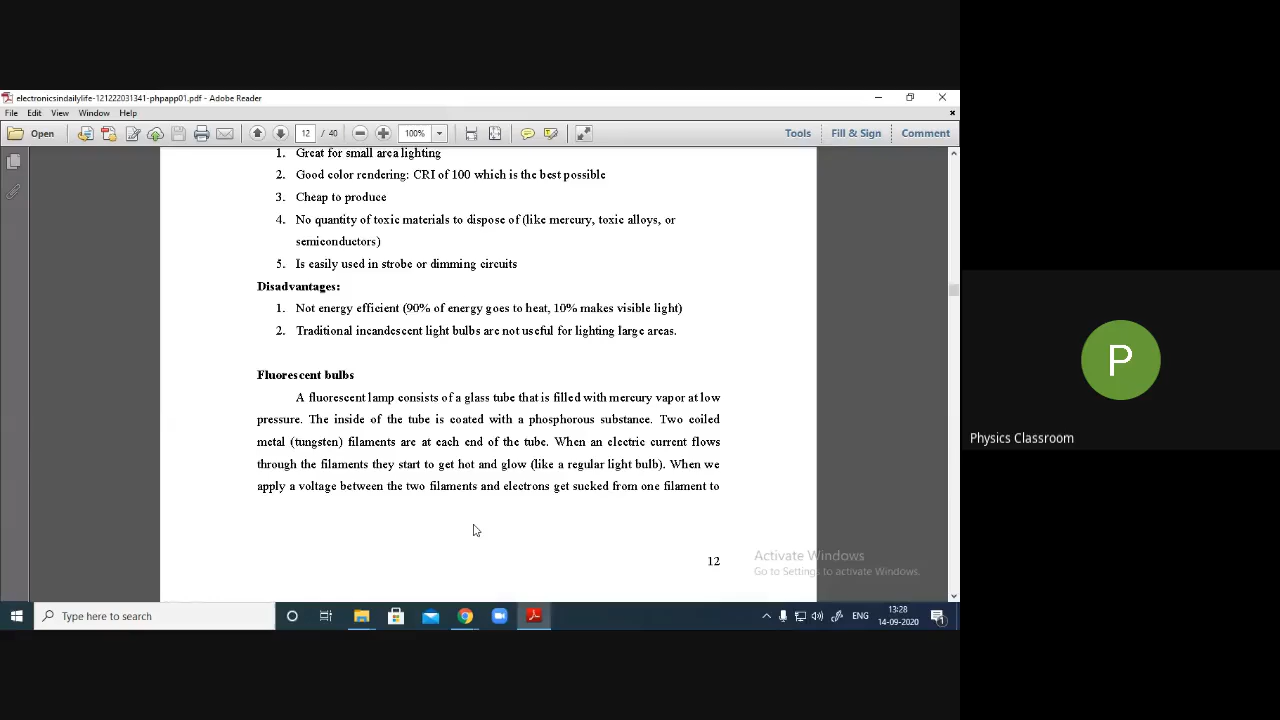 electronicsindailylife-121222031341-phpapp01.pdf - Adobe Reader
File Edit View Window Help
Open 12 / 40 100% Tools Fill & Sign Comment
1. Great for small area lighting
2. Good color rendering: CRI of 100 which is the best possible
3. Cheap to produce
4. No quantity of toxic materials to dispose of (like mercury, toxic alloys, or
semiconductors)
5. Is easily used in strobe or dimming circuits
Disadvantages:
1. Not energy efficient (90% of energy goes to heat, 10% makes visible light)
2. Traditional incandescent light bulbs are not useful for lighting large areas.
Fluorescent bulbs
A fluorescent lamp consists of a glass tube that is filled with mercury vapor at low
pressure. The inside of the tube is coated with a phosphorous substance. Two coiled
metal (tungsten) filaments are at each end of the tube. When an electric current flows
through the filaments they start to get hot and glow (like a regular light bulb). When we
apply a voltage between the two filaments and electrons get sucked from one filament to
12
Activate Windows
Go to Settings to activate Windows.
Type here to search
ENG
13:28
14-09-2020
1
P
Physics Classroom